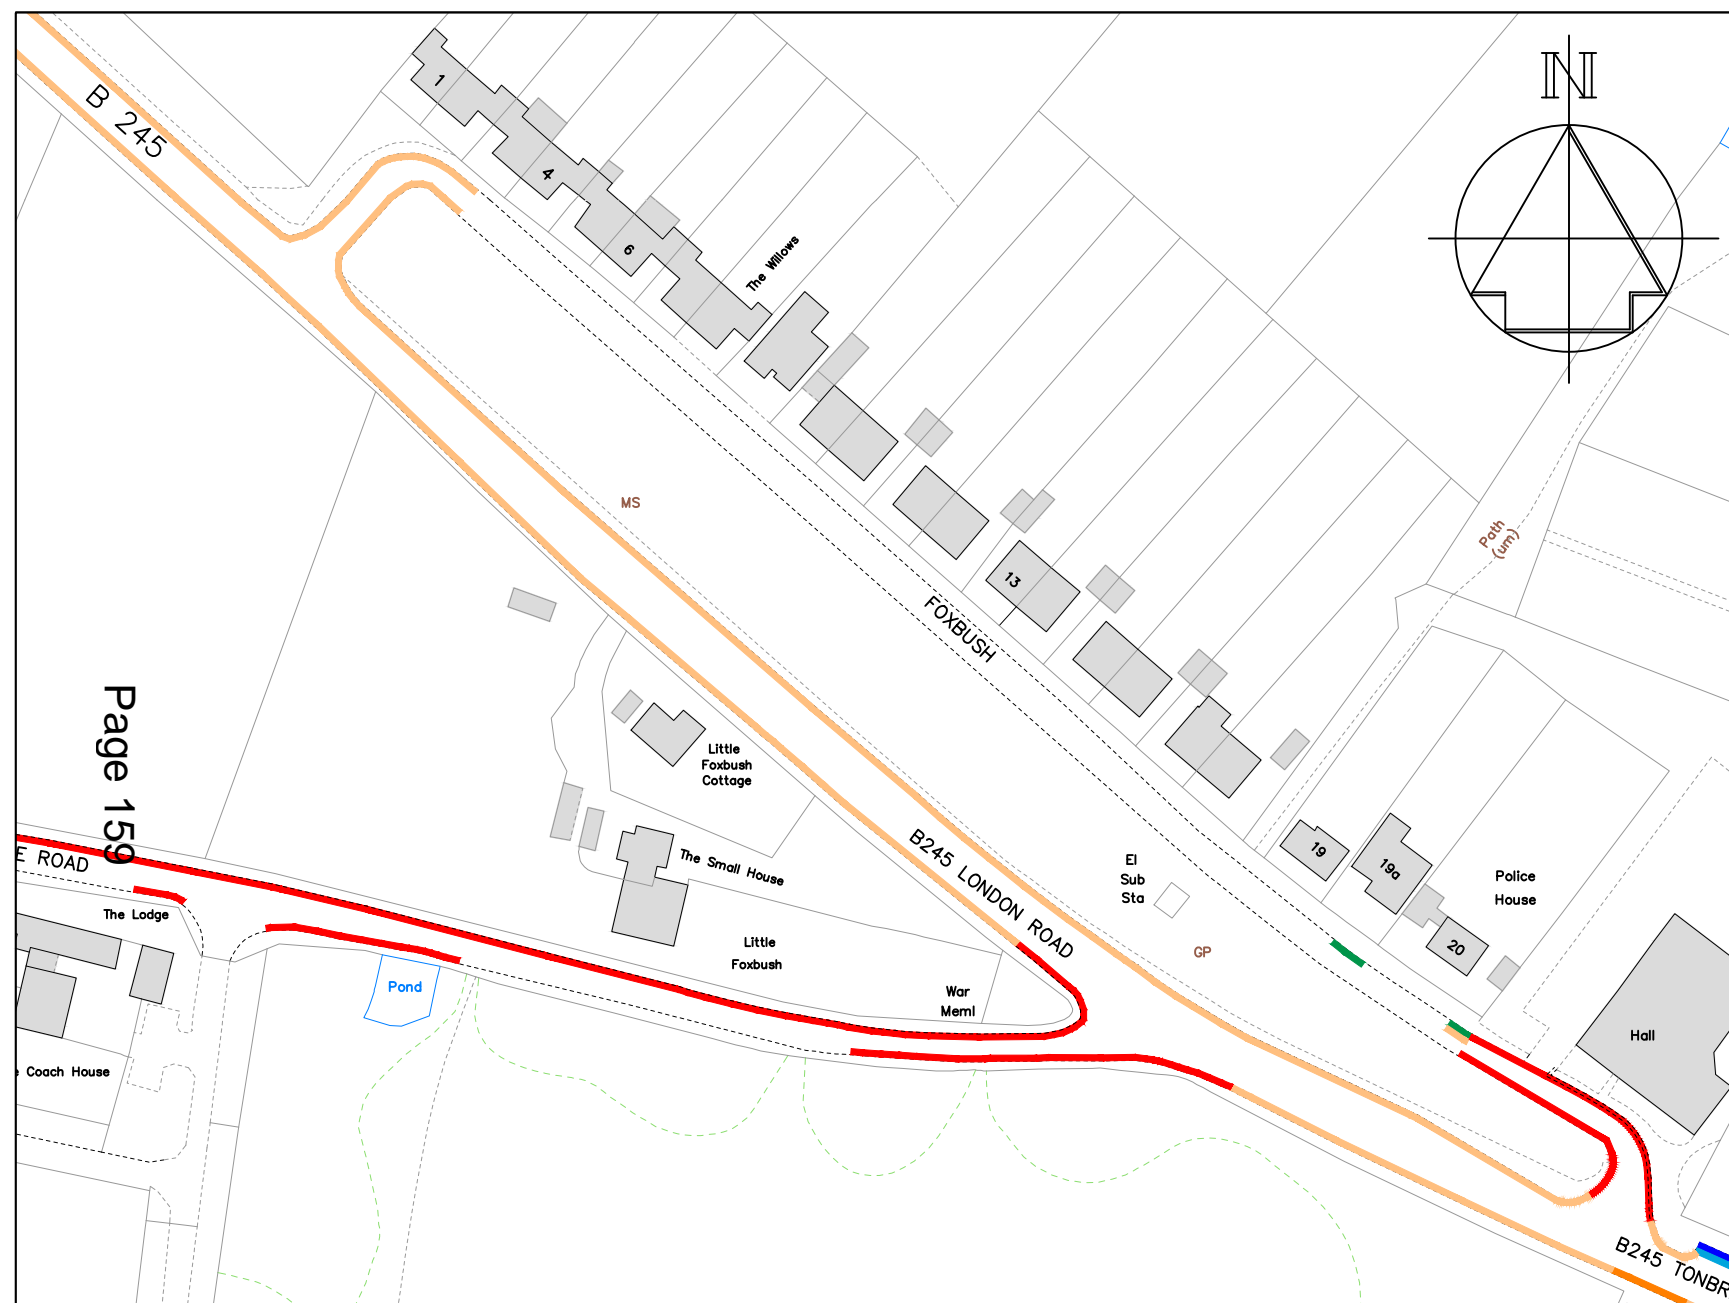 N
B 245
1
4
6
The Willows
MS
13
FOXBUSH
Path
(um)
Page 159
Little
Foxbush
Cottage
The Small House
B245 LONDON ROAD
El
Sub
Sta
19
19a
Police
House
20
E ROAD
The Lodge
Little
Foxbush
GP
Pond
War
Meml
Hall
Coach House
B245 TONBR